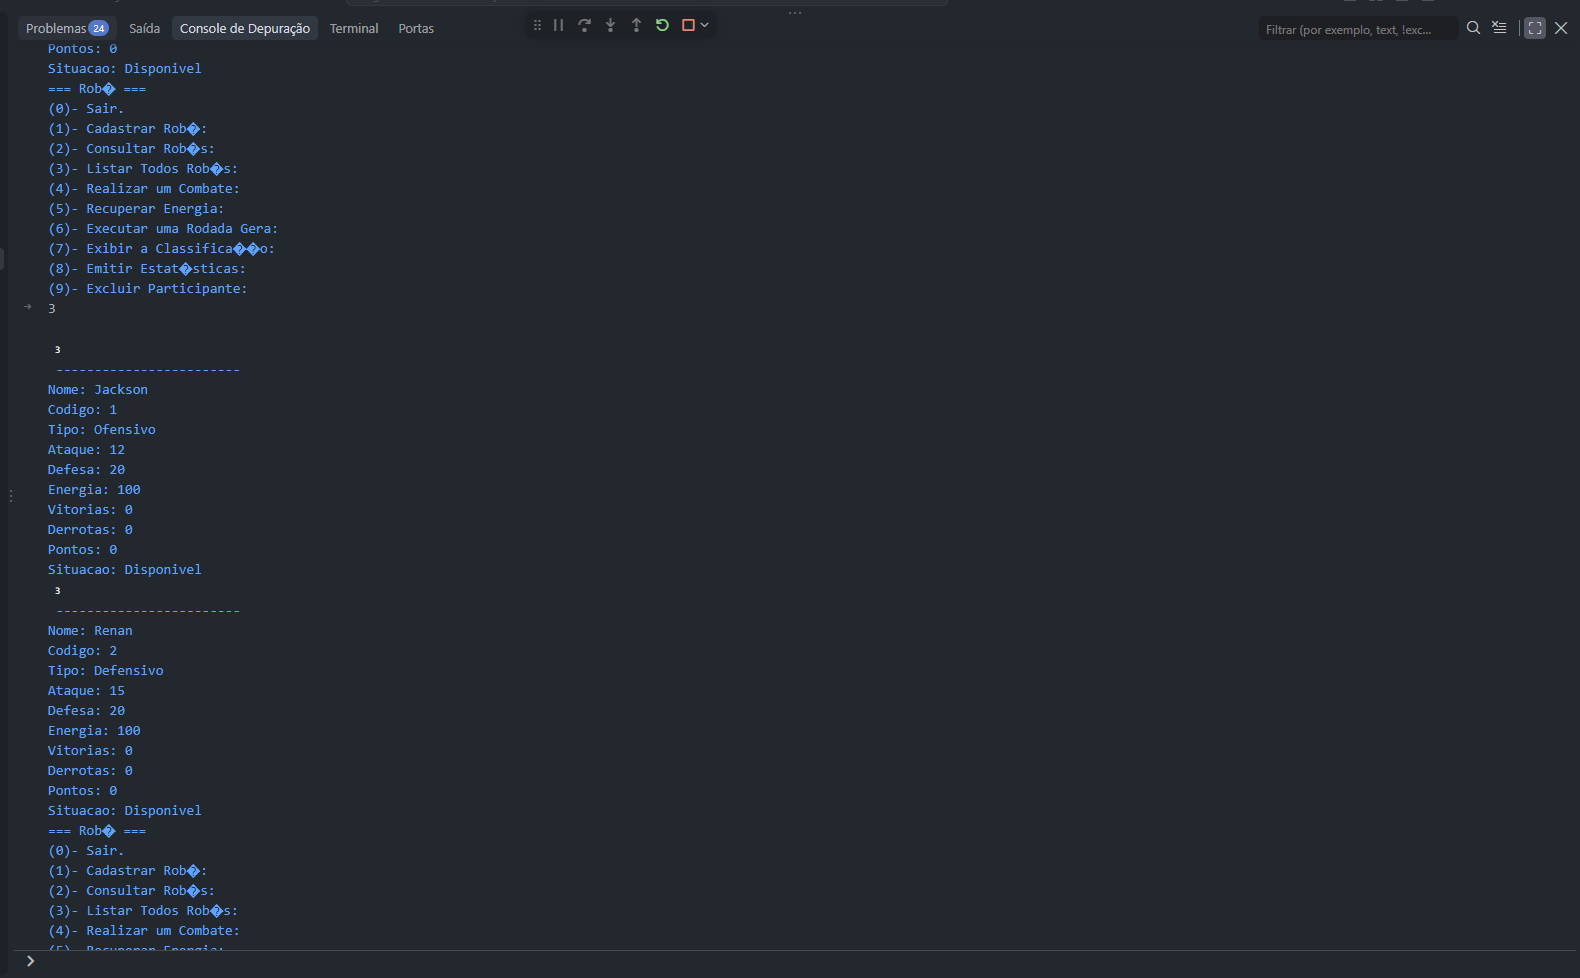 Problemas 24 Saída Console de Depuração Terminal Portas Filtrar (por exemplo, text, !exc...
Pontos: 0
Situacao: Disponivel
=== Rob� ===
(0)- Sair.
(1)- Cadastrar Rob�:
(2)- Consultar Rob�s:
(3)- Listar Todos Rob�s:
(4)- Realizar um Combate:
(5)- Recuperar Energia:
(6)- Executar uma Rodada Gera:
(7)- Exibir a Classifica��o:
(8)- Emitir Estat�sticas:
(9)- Excluir Participante:
3
3
------------------------
Nome: Jackson
Codigo: 1
Tipo: Ofensivo
Ataque: 12
Defesa: 20
Energia: 100
Vitorias: 0
Derrotas: 0
Pontos: 0
Situacao: Disponivel
3
------------------------
Nome: Renan
Codigo: 2
Tipo: Defensivo
Ataque: 15
Defesa: 20
Energia: 100
Vitorias: 0
Derrotas: 0
Pontos: 0
Situacao: Disponivel
=== Rob� ===
(0)- Sair.
(1)- Cadastrar Rob�:
(2)- Consultar Rob�s:
(3)- Listar Todos Rob�s:
(4)- Realizar um Combate:
(5)- Recuperar Energia: